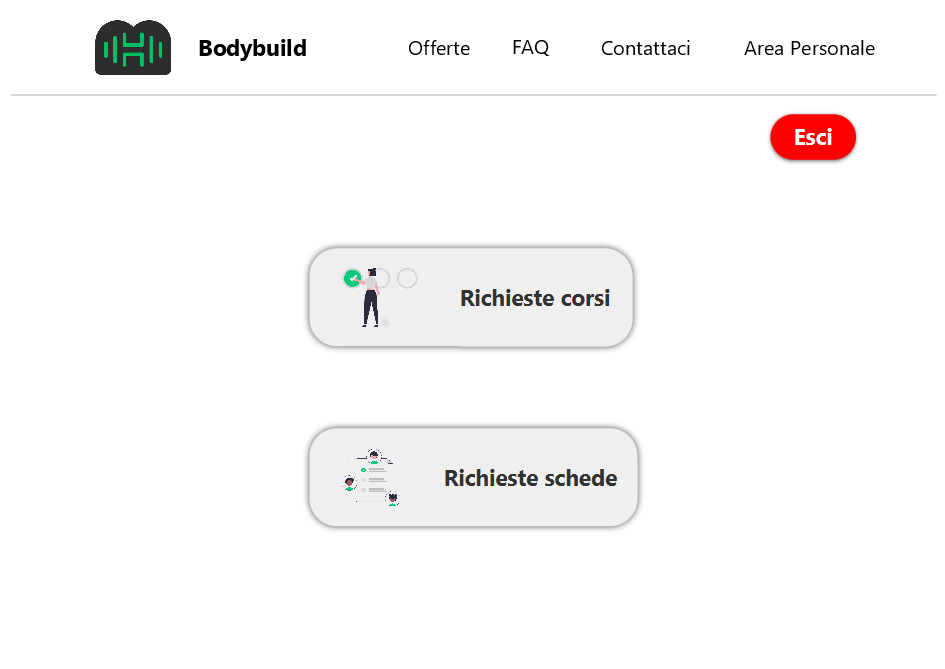 Bodybuild
Offerte
FAQ
Contattaci
Area Personale
Esci
Richieste corsi
Richieste schede